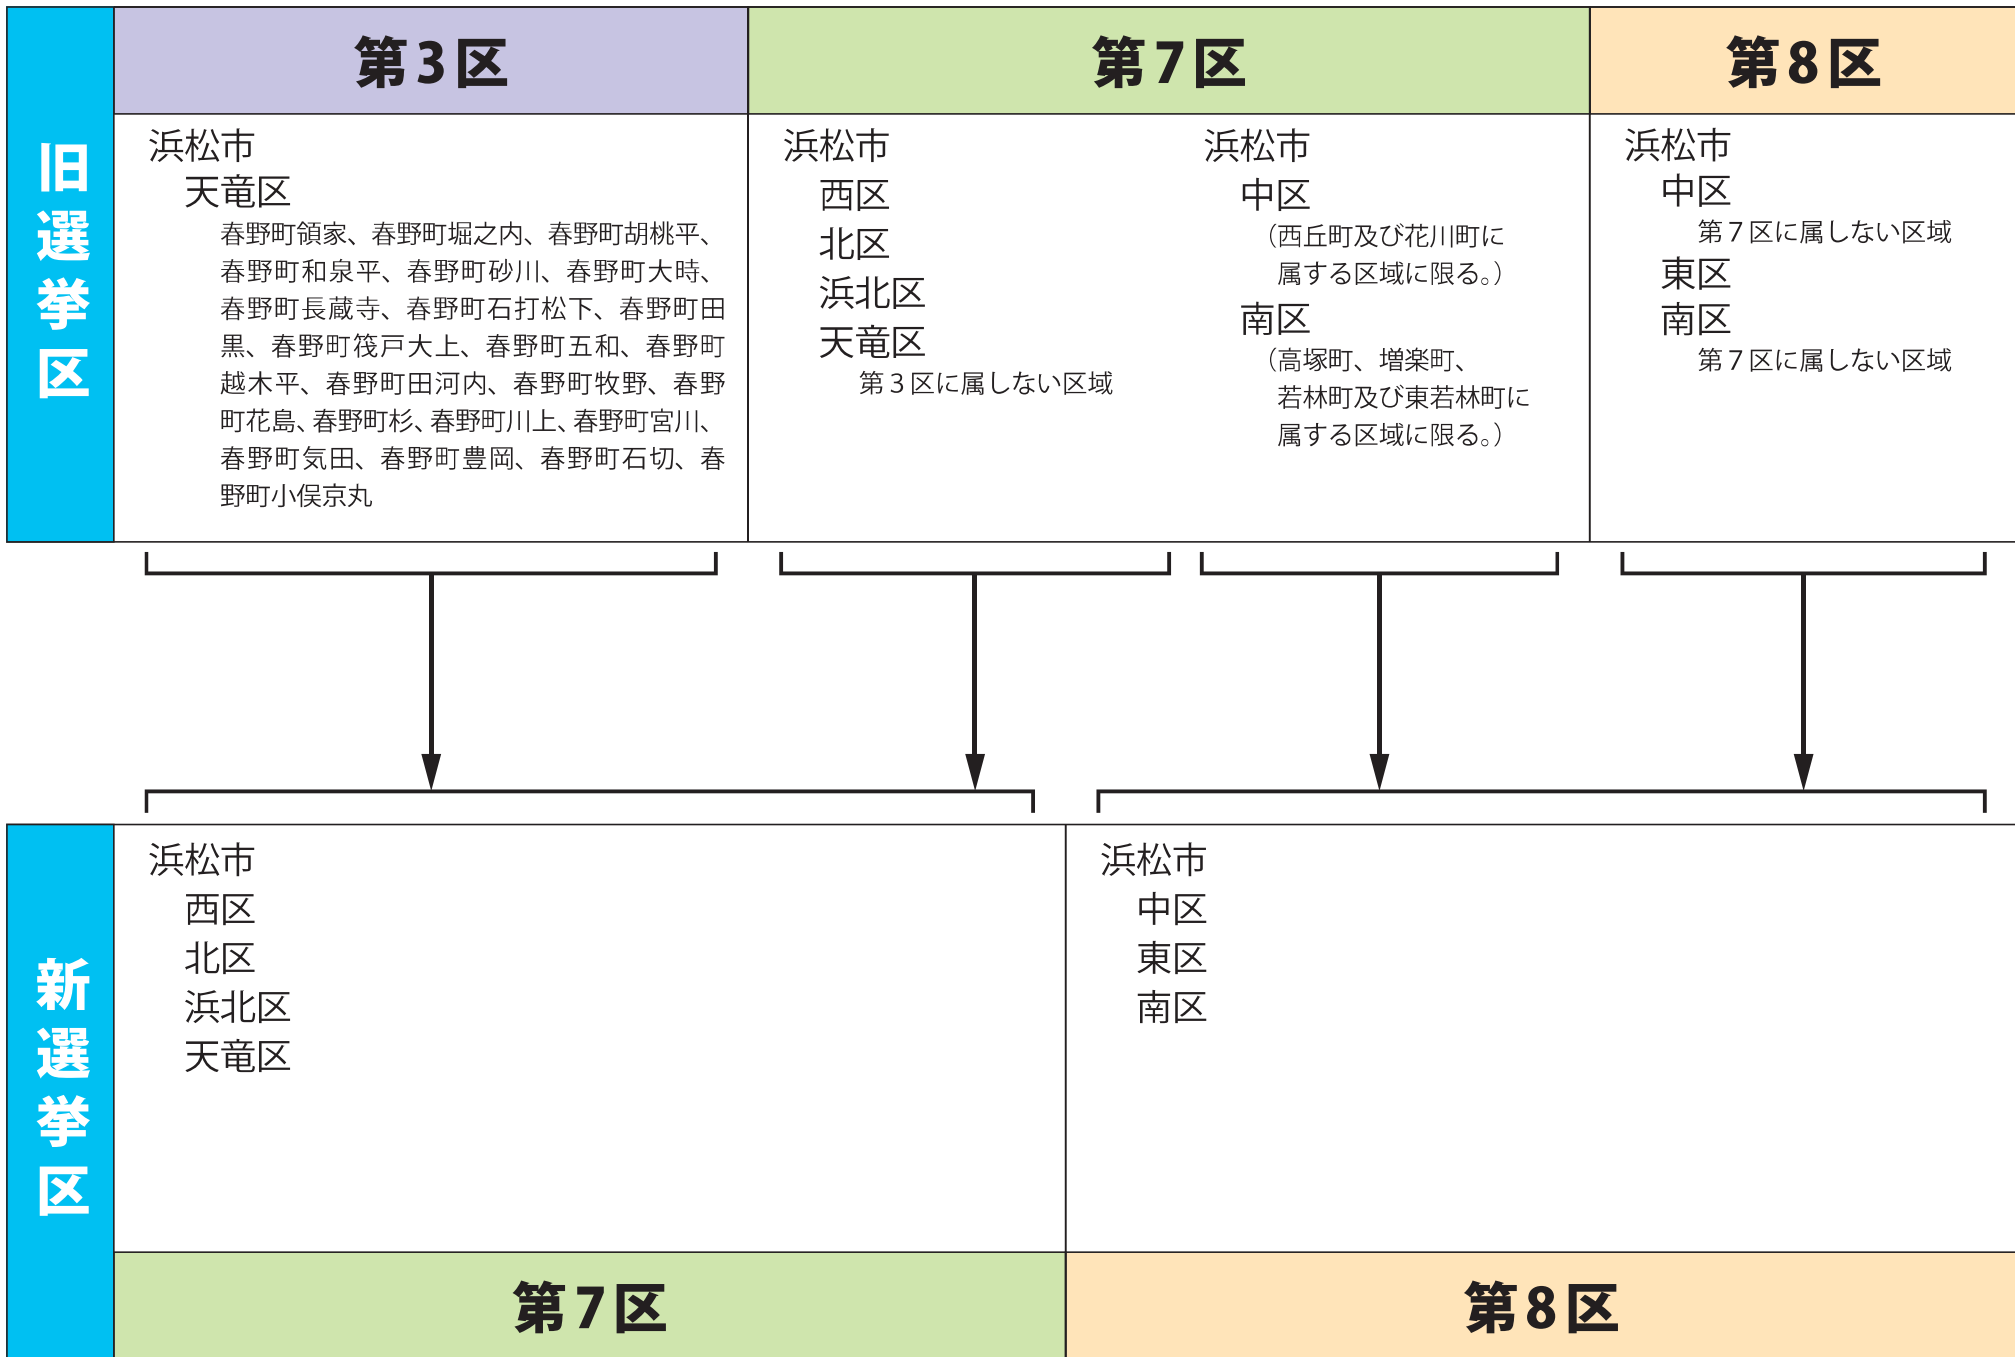 旧選挙区
第3区
浜松市
天竜区
春野町領家、春野町堀之内、春野町胡桃平、
春野町和泉平、春野町砂川、春野町大時、
春野町長蔵寺、春野町石打松下、春野町田
黒、春野町筏戸大上、春野町五和、春野町
越木平、春野町田河内、春野町牧野、春野
町花島、春野町杉、春野町川上、春野町宮川、
春野町気田、春野町豊岡、春野町石切、春
野町小俣京丸
第7区
浜松市
西区
北区
浜北区
天竜区
第3区に属しない区域
浜松市
中区
（西丘町及び花川町に
属する区域に限る。）
南区
（高塚町、増楽町、
若林町及び東若林町に
属する区域に限る。）
第8区
浜松市
中区
第7区に属しない区域
東区
南区
第7区に属しない区域
新選挙区
浜松市
西区
北区
浜北区
天竜区
第7区
浜松市
中区
東区
南区
第8区